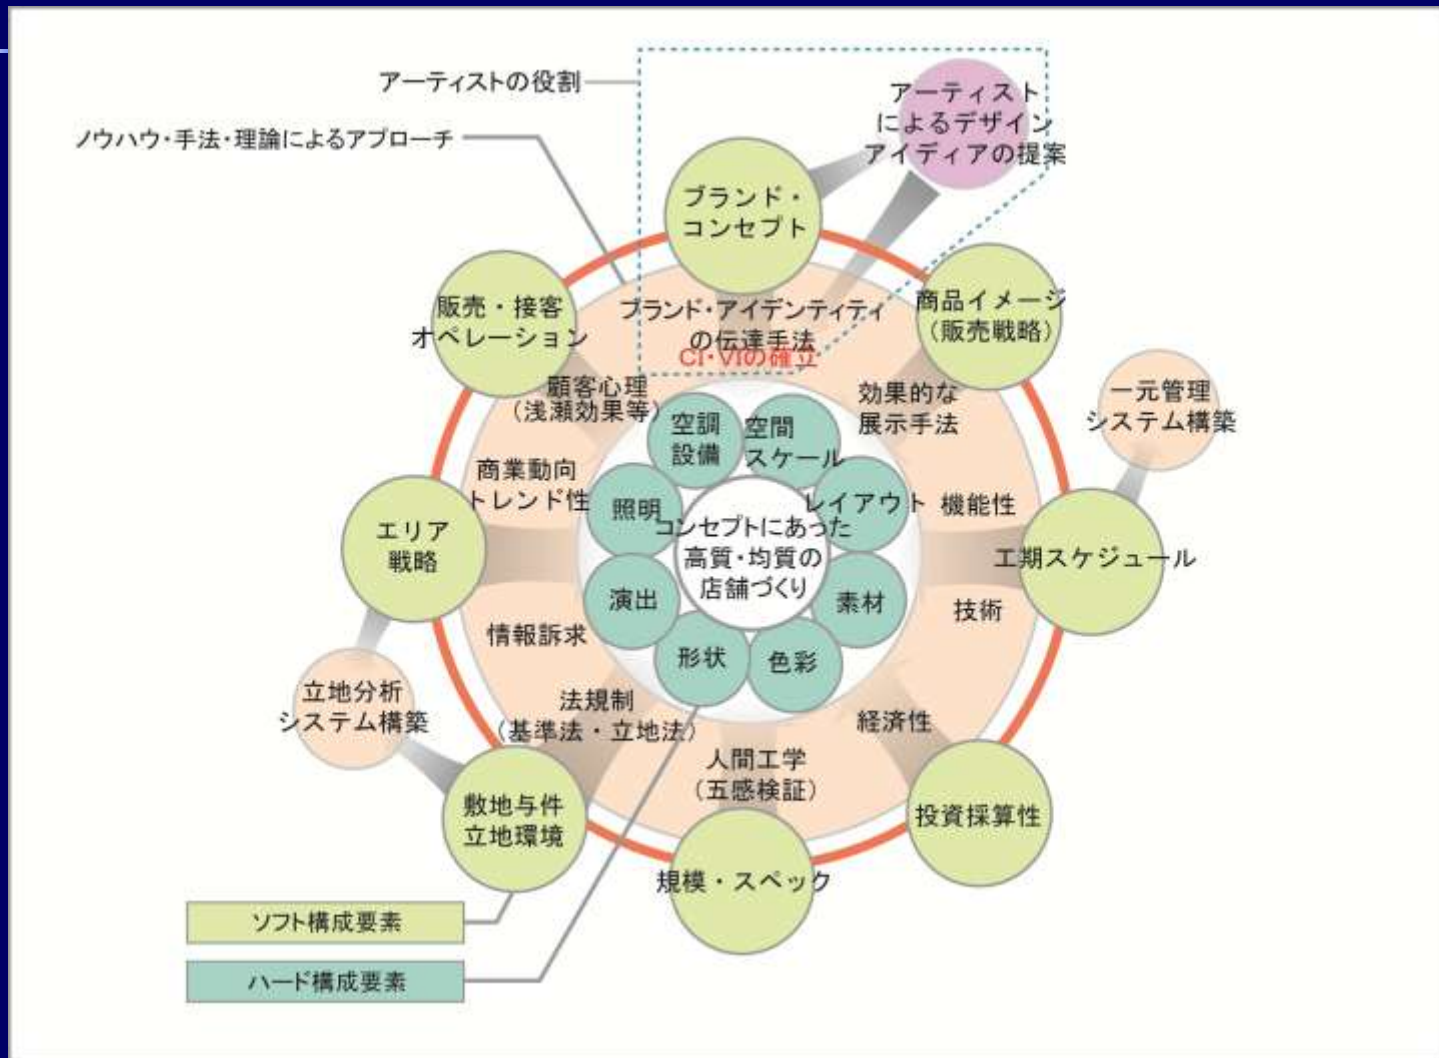 アーティストの役割
ノウハウ・手法・理論によるアプローチ
アーティスト
によるデザイン
アイディアの提案
ブランド・
コンセプト
販売・接客
オペレーション
商品イメージ
（販売戦略）
ブランド・アイデンティティ
の伝達手法
CI・VIの確立
顧客心理
（浅瀬効果等）
効果的な
展示手法
一元管理
システム構築
空調
設備
空間
スケール
商業動向
トレンド性
照明
レイアウト
機能性
エリア
戦略
コンセプトにあった
高質・均質の
店舗づくり
工期スケジュール
演出
素材
技術
情報訴求
形状
色彩
立地分析
システム構築
法規制
（基準法・立地法）
経済性
人間工学
（五感検証）
敷地与件
立地環境
投資採算性
規模・スペック
ソフト構成要素
ハード構成要素